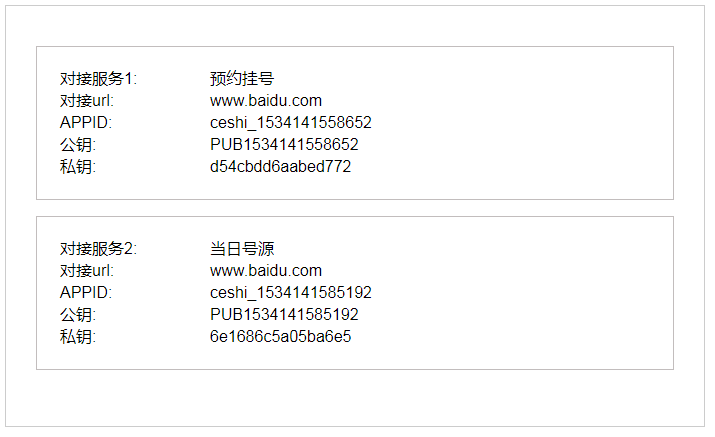 对接服务1: 预约挂号
对接url: www.baidu.com
APPID: ceshi_1534141558652
公钥: PUB1534141558652
私钥: d54cbdd6aabed772
对接服务2: 当日号源
对接url: www.baidu.com
APPID: ceshi_1534141585192
公钥: PUB1534141585192
私钥: 6e1686c5a05ba6e5